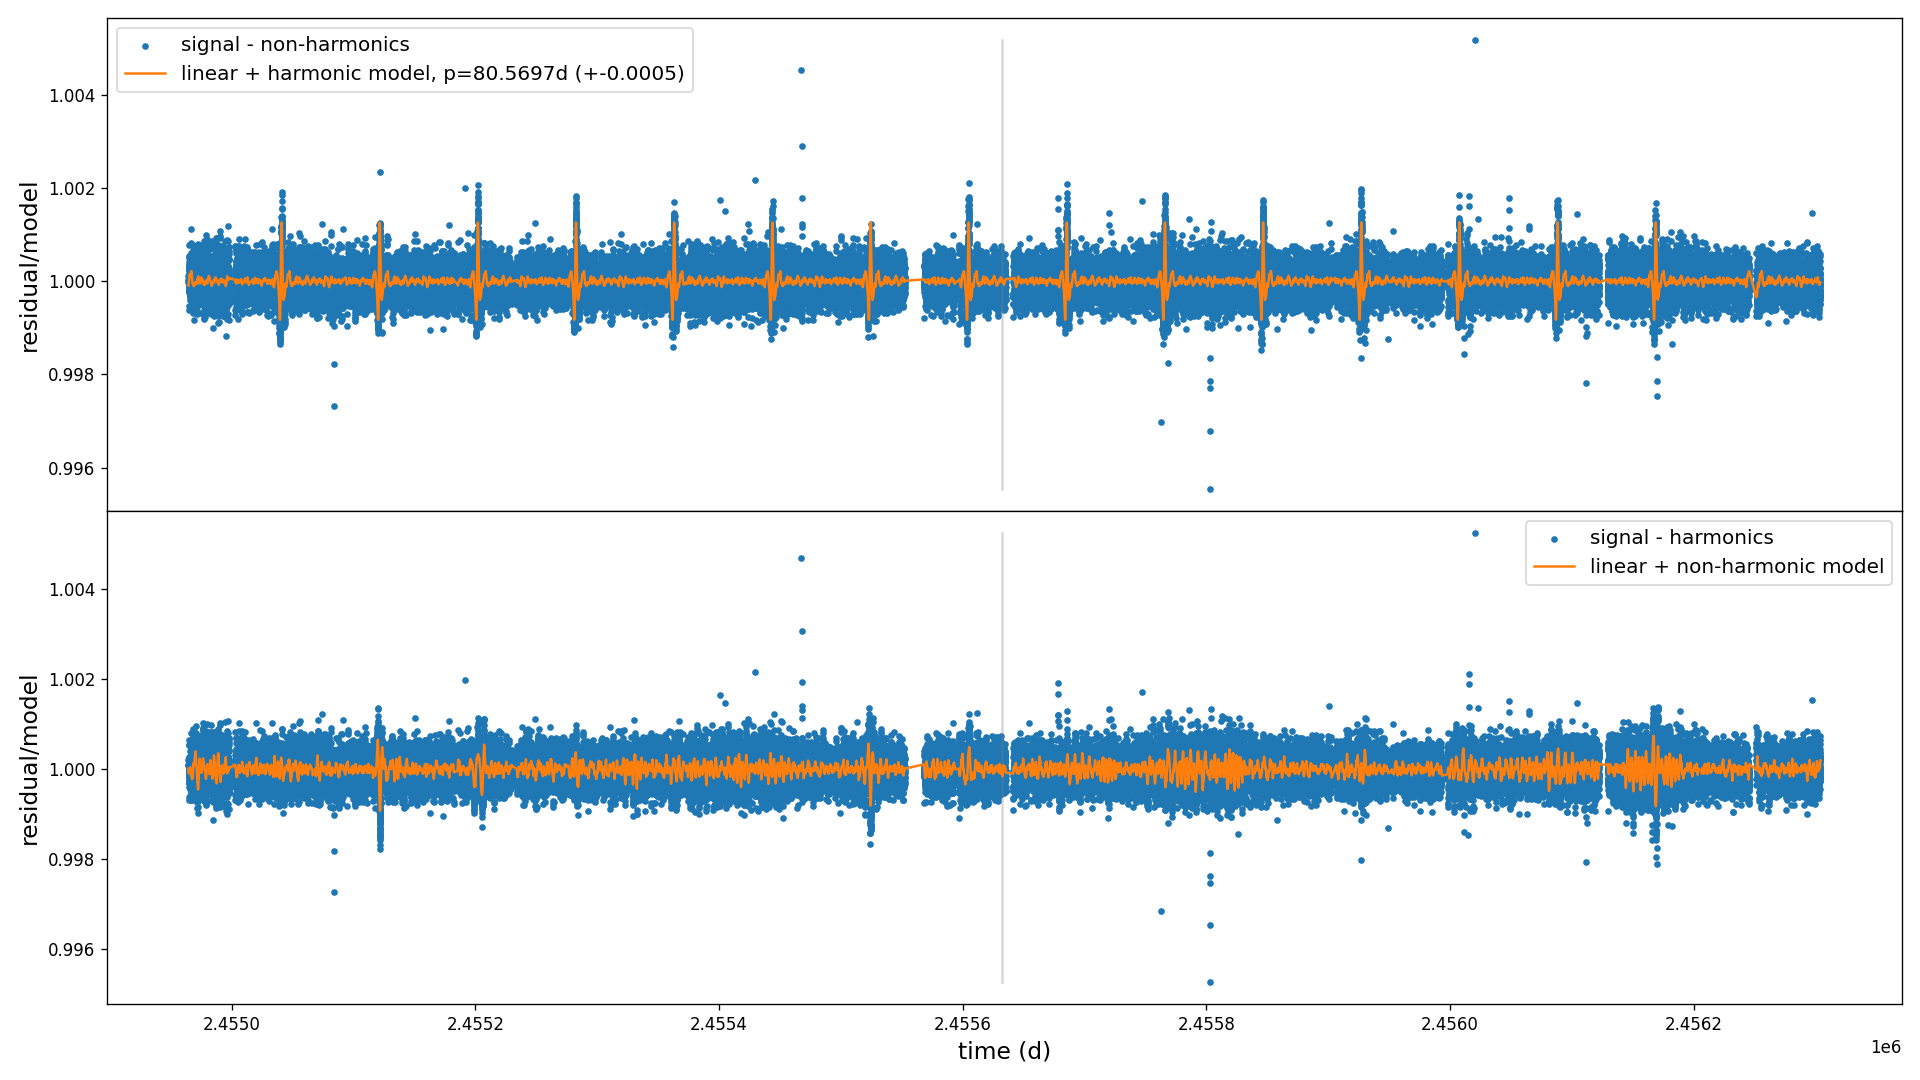 signal - non-harmonics
linear + harmonic model, p=80.5697d (+-0.0005)
1.004
1.002
1.000
0.998
0.996
residual/model
signal - harmonics
linear + non-harmonic model
1.004
1.002
1.000
0.998
0.996
residual/model
2.4550 2.4552 2.4554 2.4556 2.4558 2.4560 2.4562
time (d)
1e6